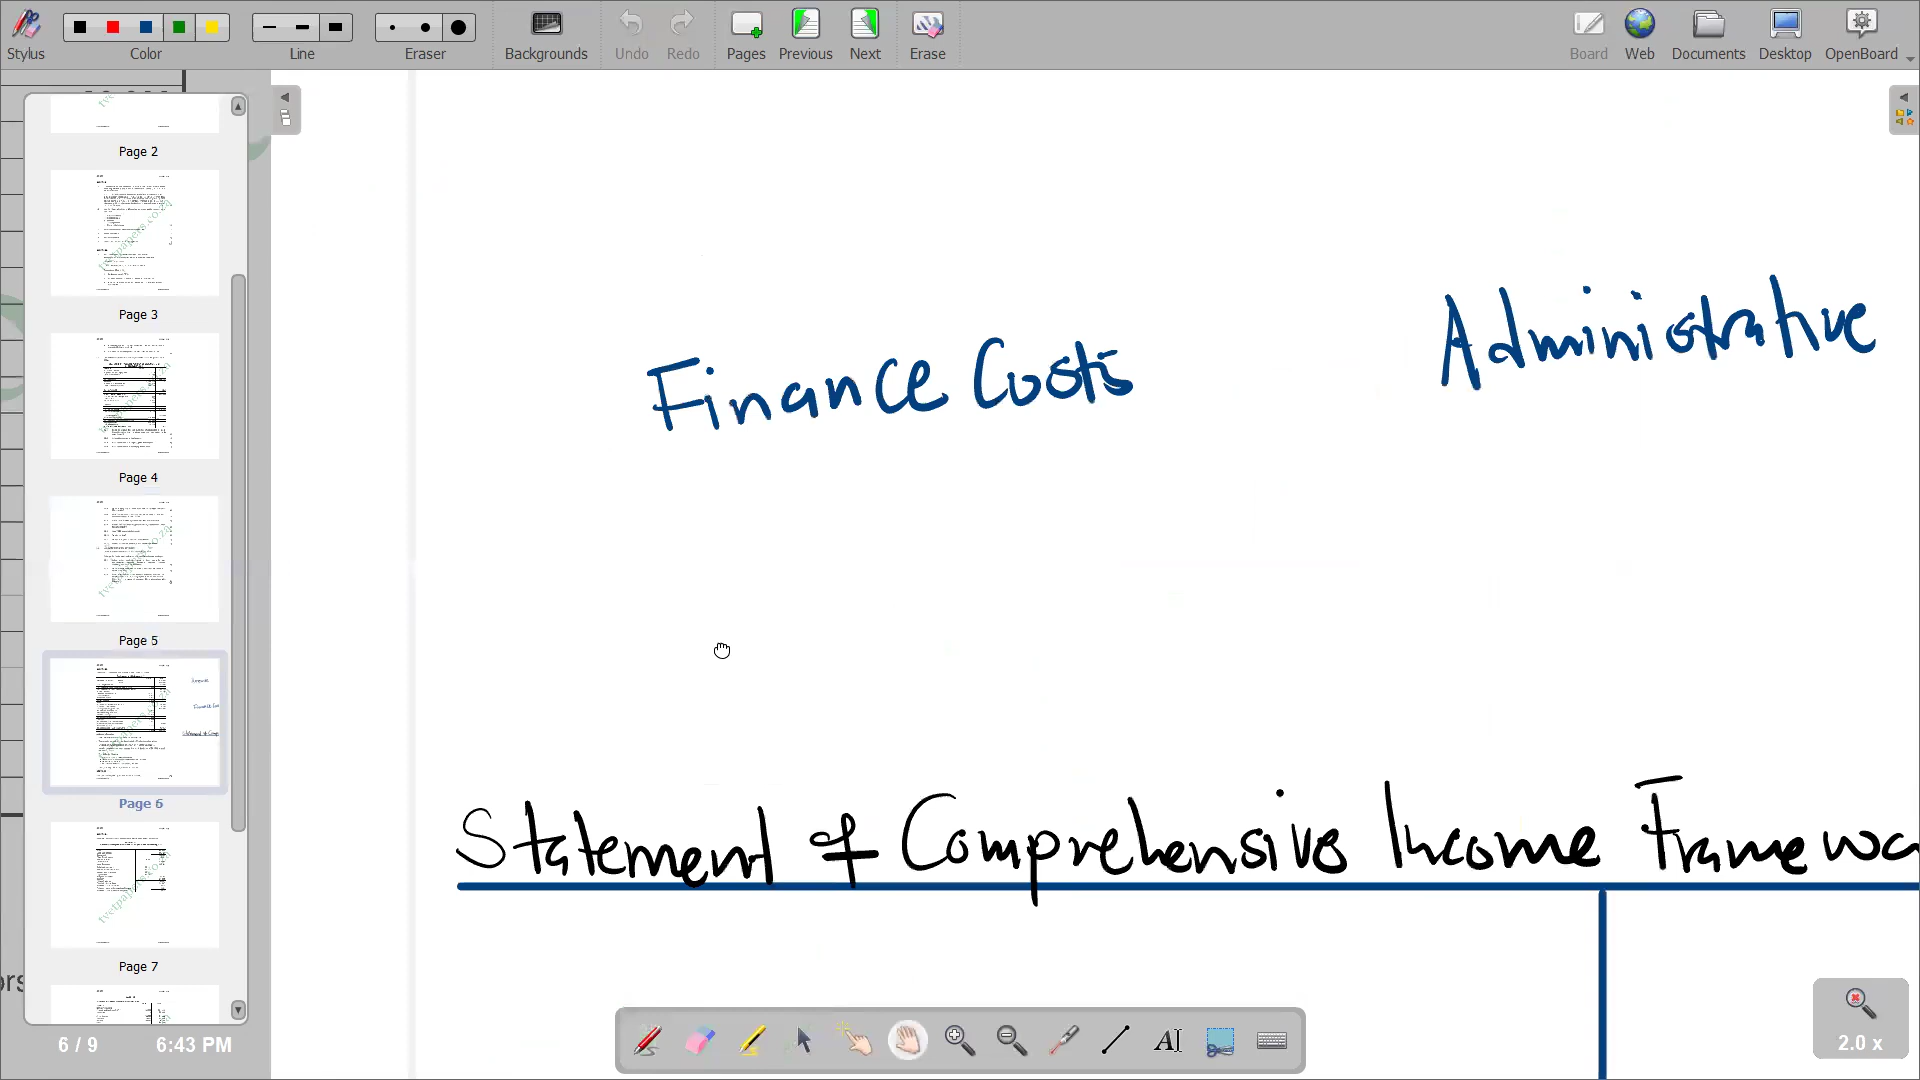 Stylus
Color
Line
Eraser
Backgrounds
Undo
Redo
Pages
Previous
Next
Erase
Board
Web
Documents
Desktop
OpenBoard
Page 2
Page 3
Page 4
Page 5
Page 6
Page 7
6 / 9
6:43 PM
Administrative
Finance Costs
Statement of Comprehensive Income Framewo
2.0 x